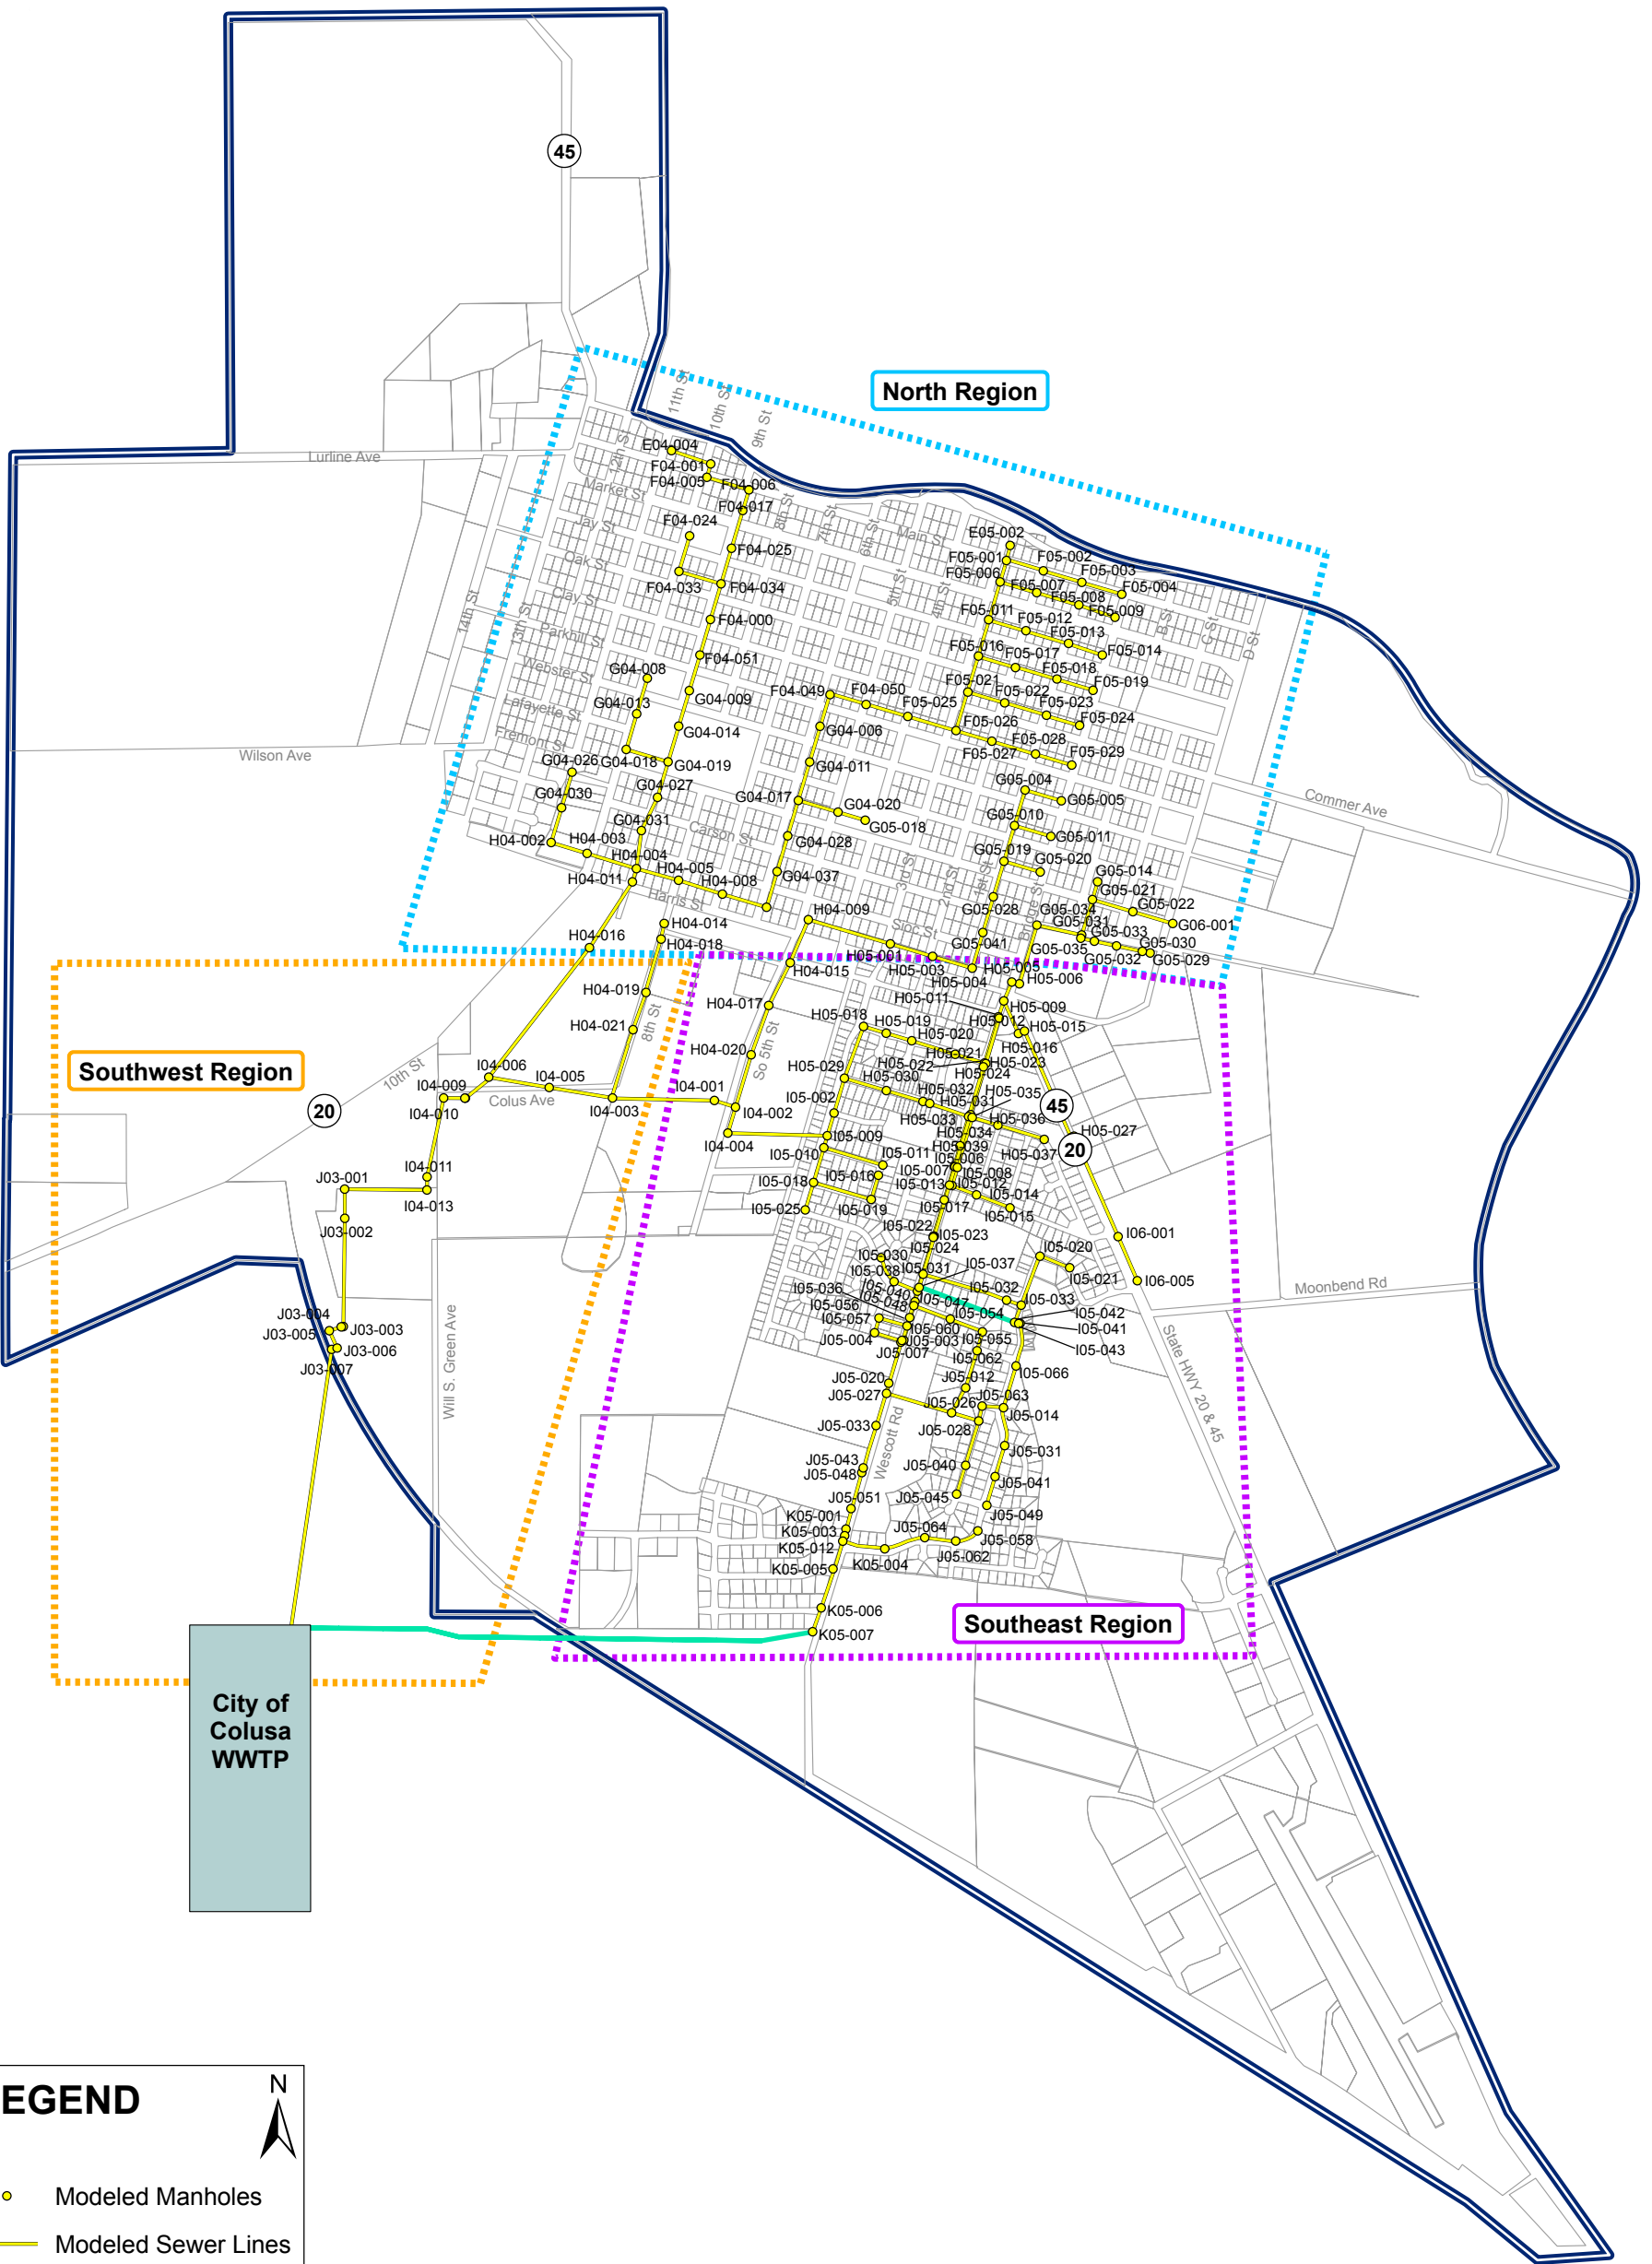 45
North Region
11th St
10th St
9th St
12th St
E04-004
F04-001
F04-005
F04-006
Lurline Ave
Market St
F04-017
8th St
7th St
6th St
Main St
Jay St
F04-024
F04-025
E05-002
F05-001
F05-002
F05-003
F05-004
Oak St
F04-033
F04-034
F05-006
F05-007
F05-008
F05-009
5th St
4th St
14th St
13th St
Clay St
F04-000
F05-011
F05-012
F05-013
F05-014
B St
C St
D St
Parkhill St
F04-051
F05-016
F05-017
F05-018
F05-019
Webster St
G04-008
G04-009
F04-049
F04-050
F05-021
F05-022
F05-023
F05-024
Lafayette St
G04-013
G04-014
G04-006
F05-025
F05-026
F05-027
F05-028
F05-029
Fremont St
Wilson Ave
G04-026
G04-018
G04-019
G04-011
G04-030
G04-027
G04-017
G04-020
G05-018
G05-004
G05-005
Commer Ave
G04-031
Carson St
G04-028
G05-010
G05-011
H04-002
H04-003
H04-004
H04-005
H04-008
G04-037
3rd St
2nd St
1st St
Bridge St
G05-019
G05-020
G05-014
G05-021
G05-022
G06-001
H04-011
Harris St
H04-009
Sioc St
G05-028
G05-034
G05-031
G05-033
G05-030
G05-029
G05-032
G05-035
H04-014
H04-018
H04-016
G05-041
H05-001
H05-003
H05-004
H05-005
H05-006
H04-015
H04-019
H04-017
H05-011
H05-009
H04-021
8th St
H05-018
H05-019
H05-020
H05-012
H05-015
H05-016
H04-020
So 5th St
H05-021
H05-022
H05-023
H05-024
Southwest Region
10th St
20
I04-006
I04-005
I04-009
I04-010
Colus Ave
I04-003
I04-001
I04-002
H05-029
H05-030
H05-032
H05-031
H05-035
45
I05-002
H05-033
H05-034
H05-036
H05-027
20
I04-004
I05-009
I05-010
I05-011
H05-039
H05-037
I05-006
I05-007
I05-008
I04-011
I04-013
J03-001
I05-018
I05-016
I05-013
I05-012
I05-014
I05-019
I05-017
I05-015
I05-025
J03-002
I05-022
I05-023
I06-001
I05-024
I05-030
I05-020
I05-021
I05-038
I05-031
I05-037
I06-005
Moonbend Rd
I05-036
I05-040
I05-032
I05-033
I05-047
I05-048
I05-056
I05-054
I05-042
I05-041
I05-043
J03-004
J03-003
J03-005
J03-006
J03-007
I05-057
I05-060
I05-055
J05-004
J05-003
J05-007
I05-062
I05-066
Will S. Green Ave
State HWY 20 & 45
J05-020
J05-012
J05-027
J05-026
J05-063
J05-014
J05-033
J05-028
Wescott Rd
J05-031
J05-043
J05-048
J05-040
J05-041
J05-051
J05-045
J05-049
K05-001
K05-003
K05-012
J05-064
J05-058
J05-062
K05-004
K05-005
K05-006
K05-007
Southeast Region
City of
Colusa
WWTP
EGEND
N
Modeled Manholes
Modeled Sewer Lines